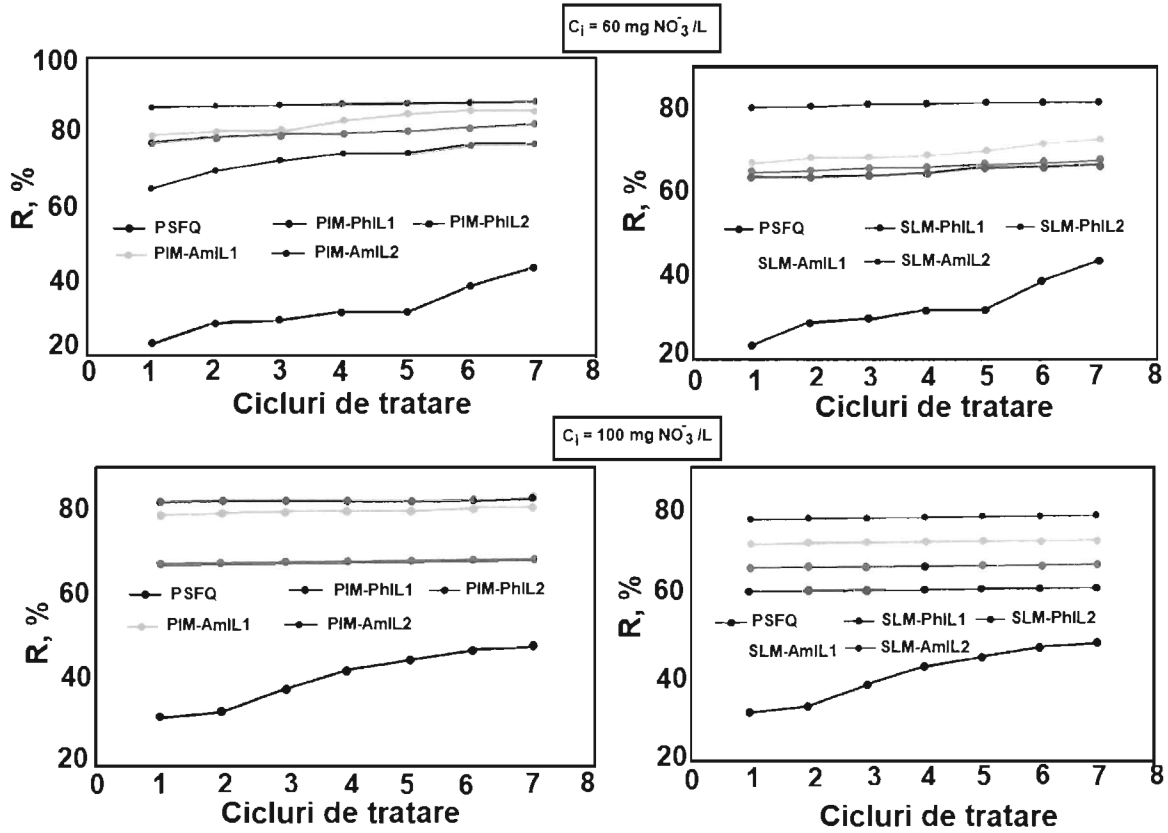 Cᵢ = 60 mg NO₃⁻/L
R, %
100
80
60
40
20
0 1 2 3 4 5 6 7 8
PSFQ PIM-PhIL1 PIM-PhIL2
PIM-AmIL1 PIM-AmIL2
Cicluri de tratare
R, %
80
60
40
20
0 1 2 3 4 5 6 7 8
PSFQ SLM-PhIL1 SLM-PhIL2
SLM-AmIL1 SLM-AmIL2
Cicluri de tratare
Cᵢ = 100 mg NO₃⁻/L
R, %
80
60
40
20
0 1 2 3 4 5 6 7 8
PSFQ PIM-PhIL1 PIM-PhIL2
PIM-AmIL1 PIM-AmIL2
Cicluri de tratare
R, %
80
60
40
20
0 1 2 3 4 5 6 7 8
PSFQ SLM-PhIL1 SLM-PhIL2
SLM-AmIL1 SLM-AmIL2
Cicluri de tratare